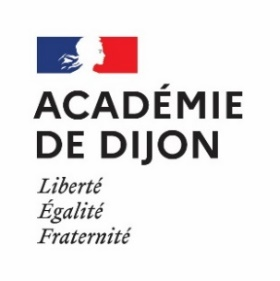 ACADÉMIE
DE DIJON
Liberté
Égalité
Fraternité